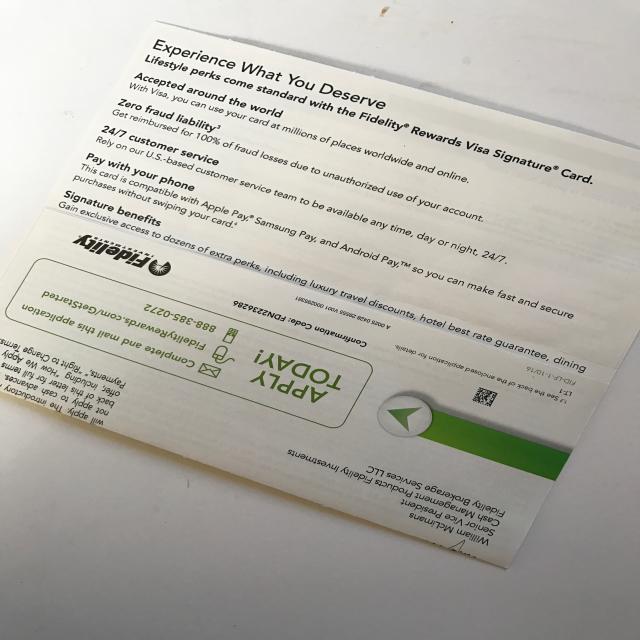 Experience What You Deserve
Lifestyle perks come standard with the Fidelity® Rewards Visa Signature® Card.
Accepted around the world
With Visa, you can use your card at millions of places worldwide and online.
Zero fraud liability³
Get reimbursed for 100% of fraud losses due to unauthorized use of your account.
24/7 customer service
Rely on our U.S.-based customer service team to be available any time, day or night, 24/7.
Pay with your phone
This card is compatible with Apple Pay,® Samsung Pay, and Android Pay,™ so you can make fast and secure
purchases without swiping your card.⁴
Signature benefits
Gain exclusive access to dozens of extra perks, including luxury travel discounts, hotel best rate guarantee, dining
William McLimans
Senior Vice President
Cash Management Products Fidelity Investments
Fidelity Brokerage Services LLC
APPLY
TODAY!
Complete and mail this application
FidelityRewards.com/GetStarted
888-385-0272
will apply. The introductory
not apply to cash advances.
back of this letter for full terms
offer, including "How We Apply
Payments," "Right to Change Terms
Confirmation Code: FDN2236286
See the back of the enclosed application for details.
LT-1
FID-LF-1-10/16
Fidelity
INVESTMENTS